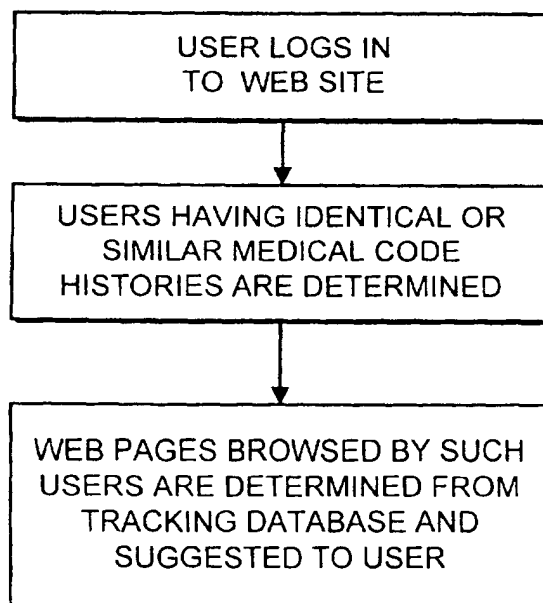 USER LOGS IN
TO WEB SITE
USERS HAVING IDENTICAL OR
SIMILAR MEDICAL CODE
HISTORIES ARE DETERMINED
WEB PAGES BROWSED BY SUCH
USERS ARE DETERMINED FROM
TRACKING DATABASE AND
SUGGESTED TO USER